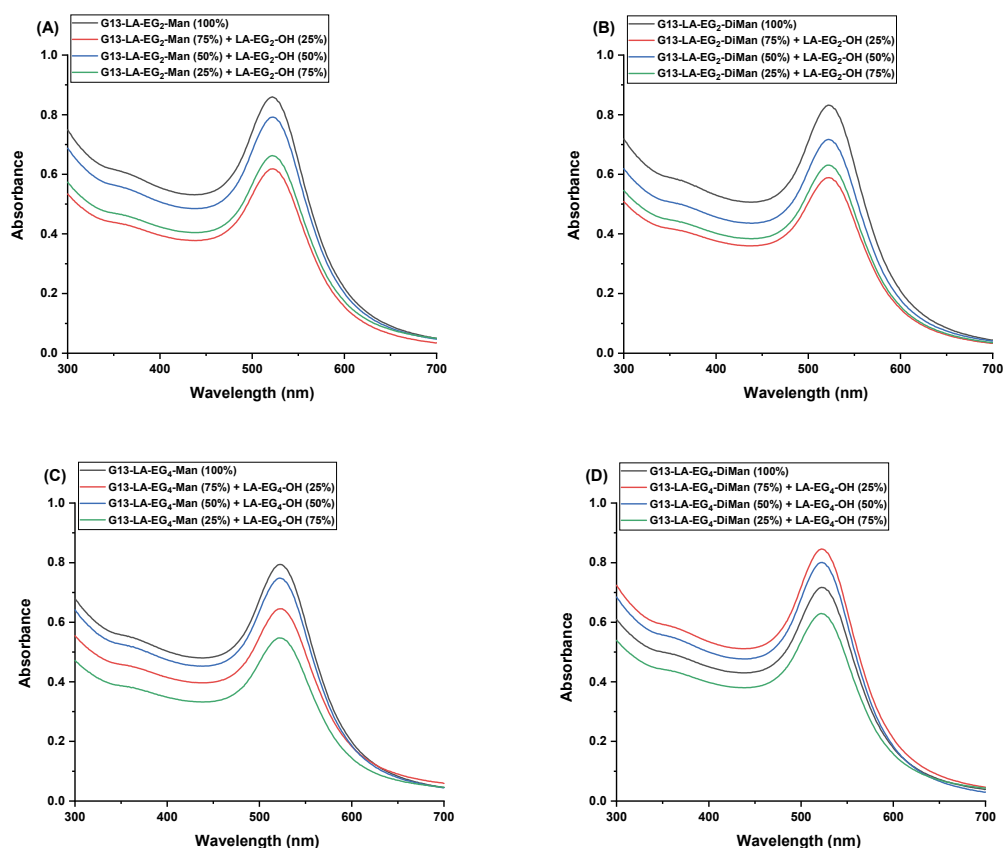 (A)
G13-LA-EG₂-Man (100%)
G13-LA-EG₂-Man (75%) + LA-EG₂-OH (25%)
G13-LA-EG₂-Man (50%) + LA-EG₂-OH (50%)
G13-LA-EG₂-Man (25%) + LA-EG₂-OH (75%)
1.0
0.8
0.6
0.4
0.2
0.0
Absorbance
300
400
500
600
700
Wavelength (nm)
(B)
G13-LA-EG₂-DiMan (100%)
G13-LA-EG₂-DiMan (75%) + LA-EG₂-OH (25%)
G13-LA-EG₂-DiMan (50%) + LA-EG₂-OH (50%)
G13-LA-EG₂-DiMan (25%) + LA-EG₂-OH (75%)
1.0
0.8
0.6
0.4
0.2
0.0
Absorbance
300
400
500
600
700
Wavelength (nm)
(C)
G13-LA-EG₄-Man (100%)
G13-LA-EG₄-Man (75%) + LA-EG₄-OH (25%)
G13-LA-EG₄-Man (50%) + LA-EG₄-OH (50%)
G13-LA-EG₄-Man (25%) + LA-EG₄-OH (75%)
1.0
0.8
0.6
0.4
0.2
0.0
Absorbance
300
400
500
600
700
Wavelength (nm)
(D)
G13-LA-EG₄-DiMan (100%)
G13-LA-EG₄-DiMan (75%) + LA-EG₄-OH (25%)
G13-LA-EG₄-DiMan (50%) + LA-EG₄-OH (50%)
G13-LA-EG₄-DiMan (25%) + LA-EG₄-OH (75%)
1.0
0.8
0.6
0.4
0.2
0.0
Absorbance
300
400
500
600
700
Wavelength (nm)